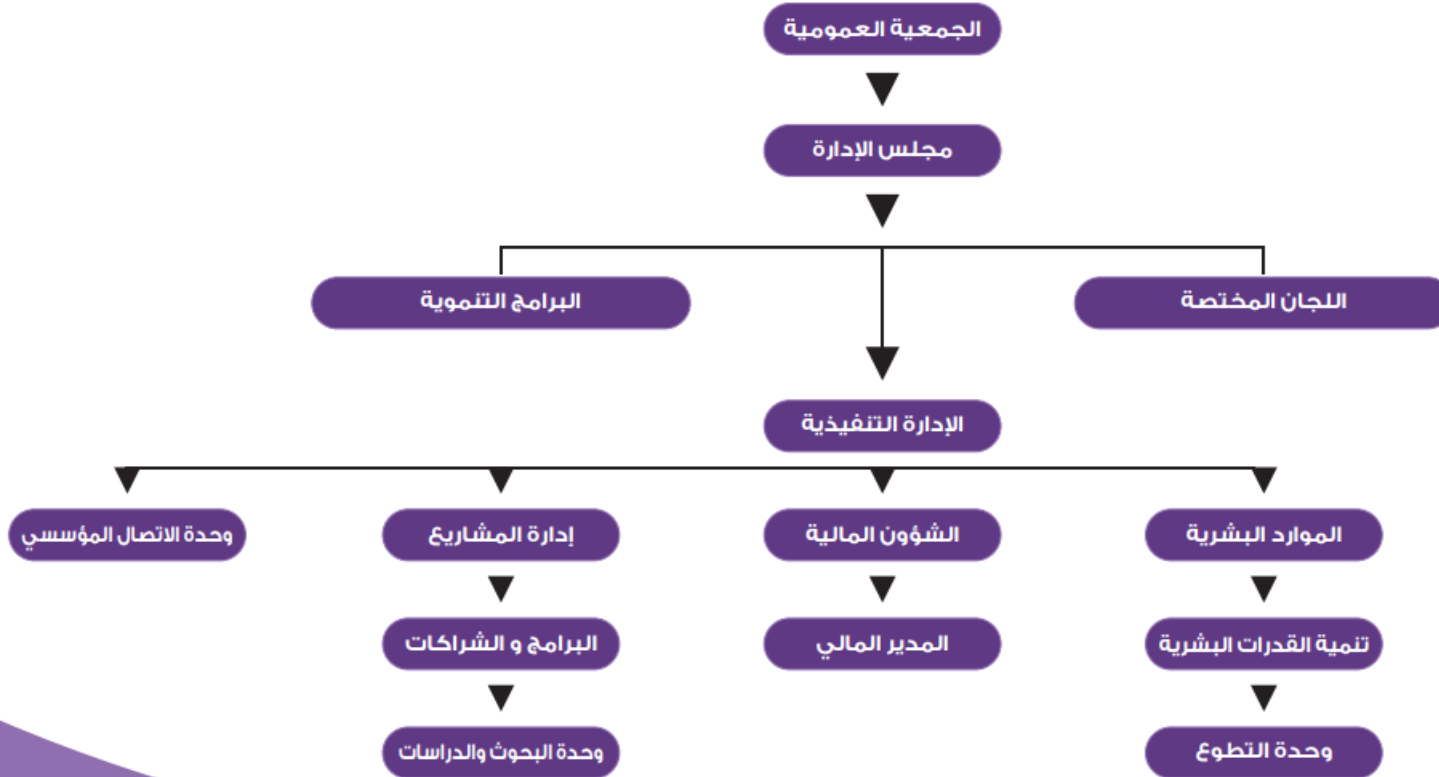 الجمعية العمومية
مجلس الإدارة
اللجان المختصة
البرامج التنموية
الإدارة التنفيذية
الموارد البشرية
الشؤون المالية
إدارة المشاريع
وحدة الاتصال المؤسسي
تنمية القدرات البشرية
المدير المالي
البرامج و الشراكات
وحدة التطوع
وحدة البحوث والدراسات